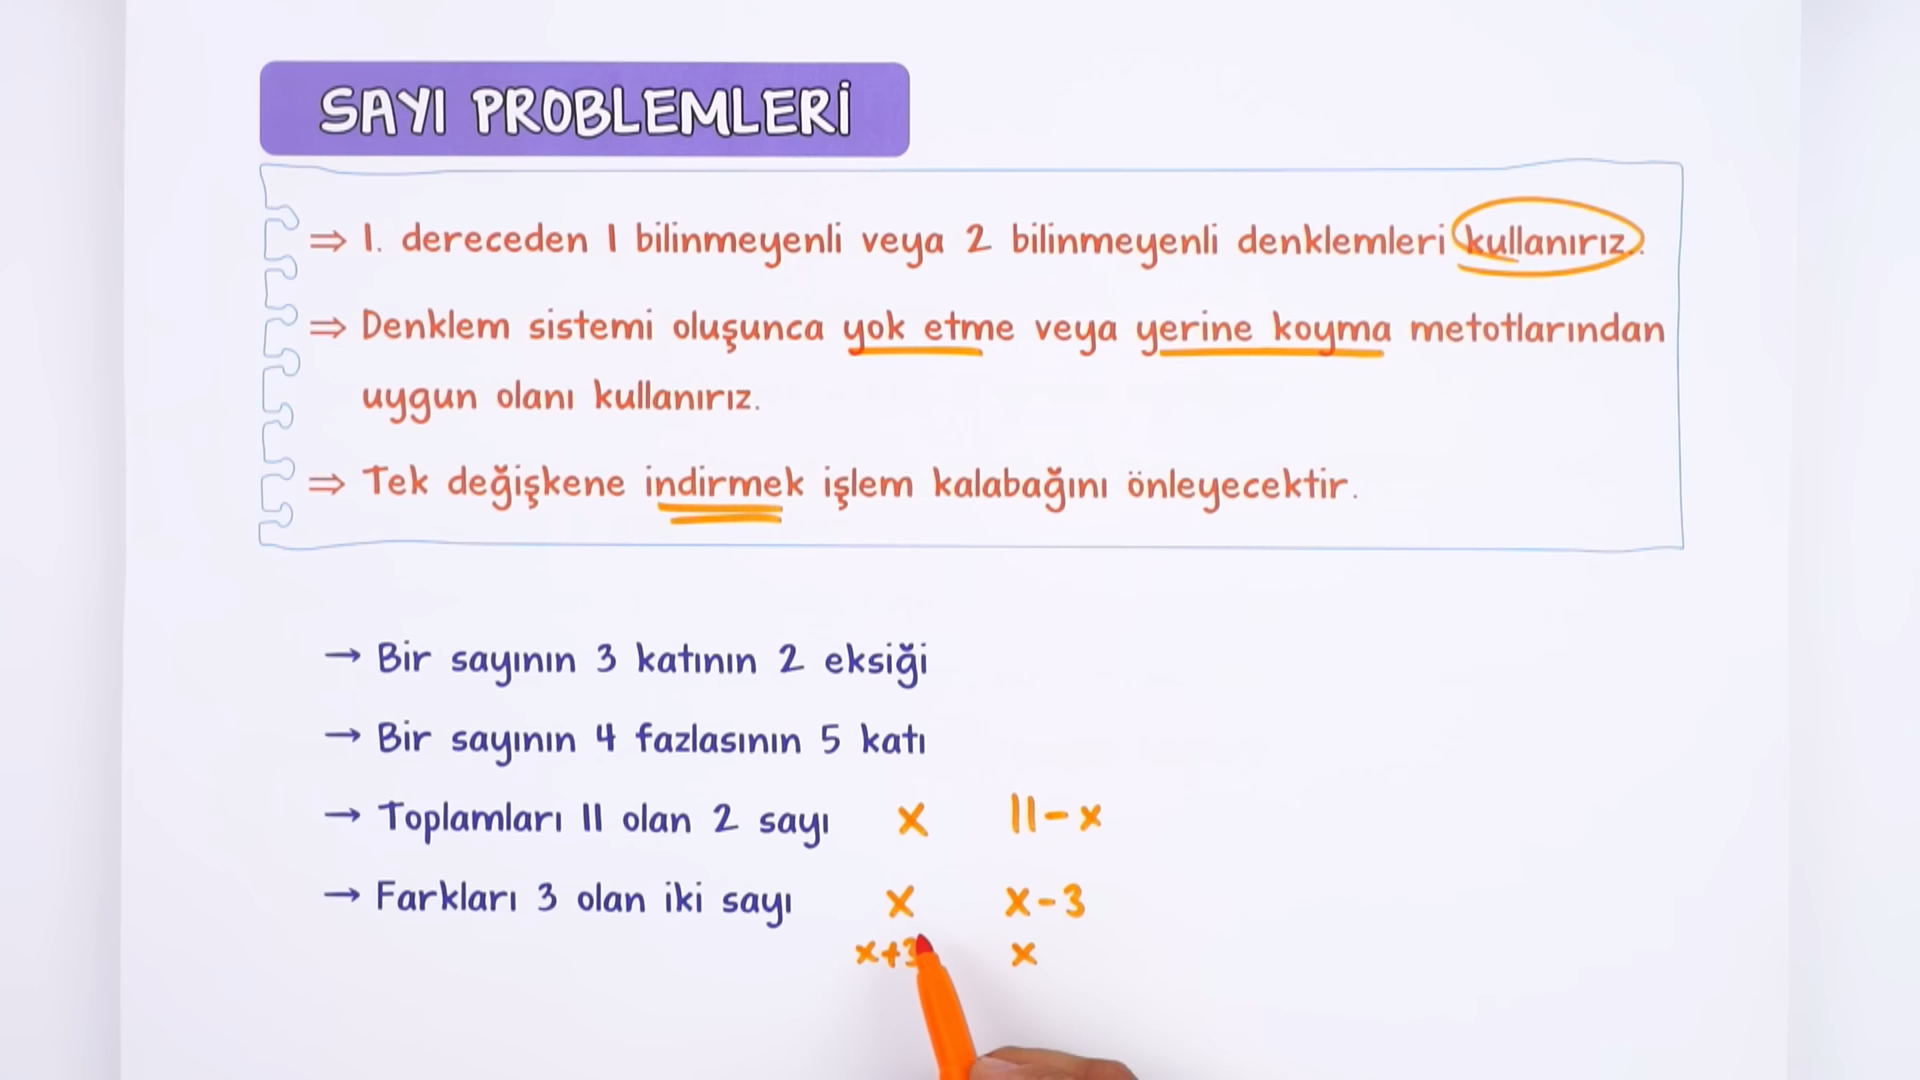 SAYI PROBLEMLERİ
⇒ 1. dereceden 1 bilinmeyenli veya 2 bilinmeyenli denklemleri kullanırız.
⇒ Denklem sistemi oluşunca yok etme veya yerine koyma metotlarından
uygun olanı kullanırız.
⇒ Tek değişkene indirmek işlem kalabağını önleyecektir.
→ Bir sayının 3 katının 2 eksiği
→ Bir sayının 4 fazlasının 5 katı
→ Toplamları 11 olan 2 sayı x 11-x
→ Farkları 3 olan iki sayı x x-3
x+3 x